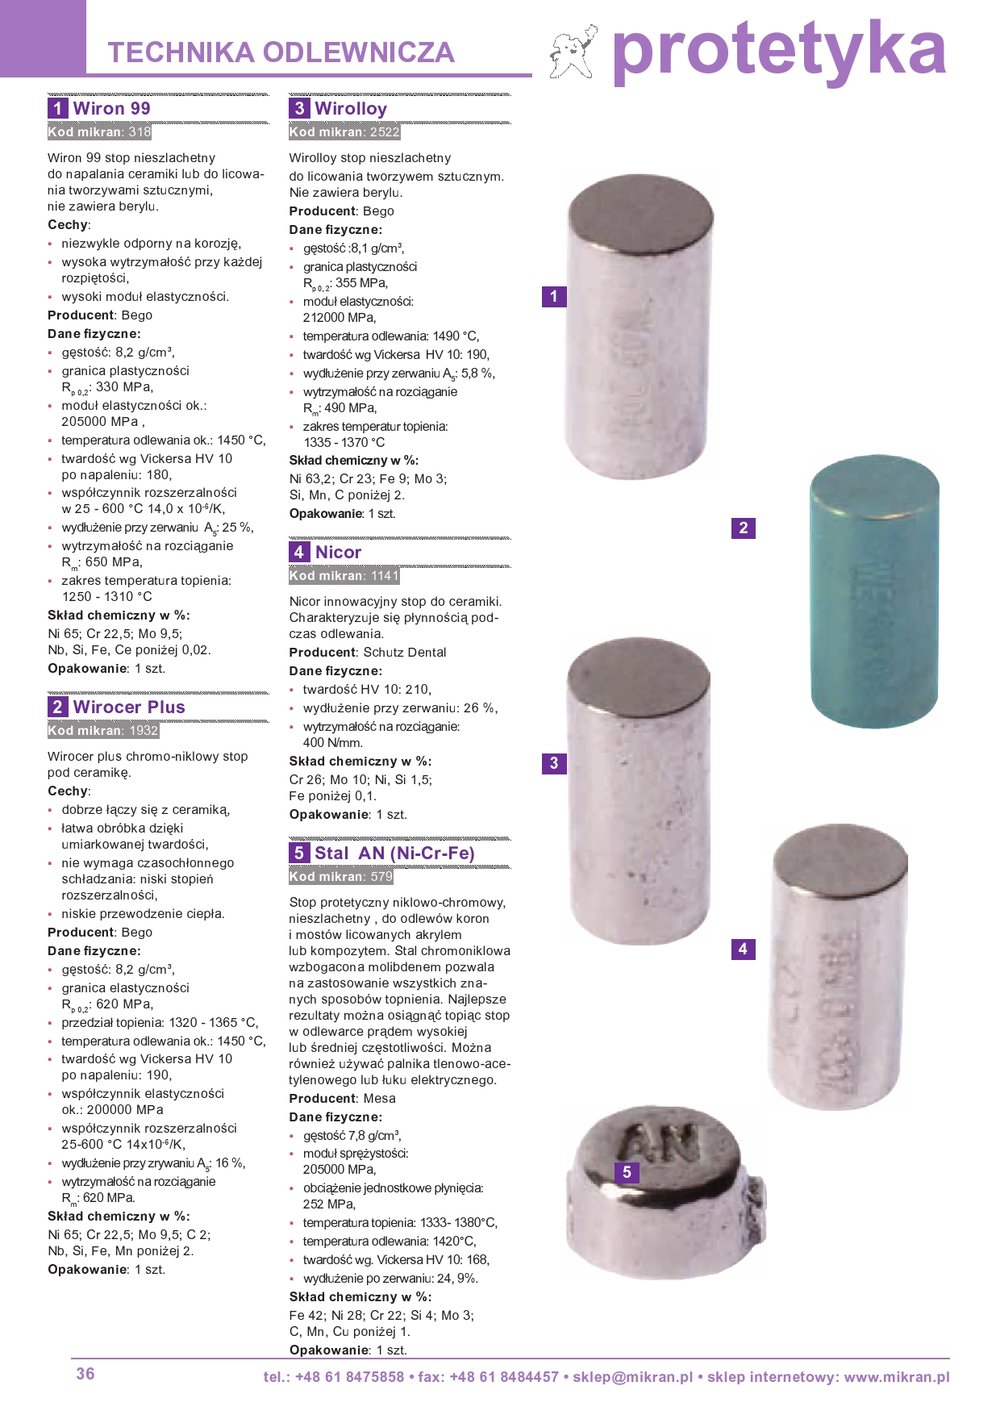 TECHNIKA ODLEWNICZA
protetyka
1 Wiron 99
Kod mikran: 318
Wiron 99 stop nieszlachetny
do napalania ceramiki lub do licowa-
nia tworzywami sztucznymi,
nie zawiera berylu.
Cechy:
▪ niezwykle odporny na korozję,
▪ wysoka wytrzymałość przy każdej
rozpiętości,
▪ wysoki moduł elastyczności.
Producent: Bego
Dane fizyczne:
▪ gęstość: 8,2 g/cm³,
▪ granica plastyczności
Rp 0,2: 330 MPa,
▪ moduł elastyczności ok.:
205000 MPa ,
▪ temperatura odlewania ok.: 1450 °C,
▪ twardość wg Vickersa HV 10
po napaleniu: 180,
▪ współczynnik rozszerzalności
w 25 - 600 °C 14,0 x 10⁻⁶/K,
▪ wydłużenie przy zerwaniu A5: 25 %,
▪ wytrzymałość na rozciąganie
Rm: 650 MPa,
▪ zakres temperatura topienia:
1250 - 1310 °C
Skład chemiczny w %:
Ni 65; Cr 22,5; Mo 9,5;
Nb, Si, Fe, Ce poniżej 0,02.
Opakowanie: 1 szt.
2 Wirocer Plus
Kod mikran: 1932
Wirocer plus chromo-niklowy stop
pod ceramikę.
Cechy:
▪ dobrze łączy się z ceramiką,
▪ łatwa obróbka dzięki
umiarkowanej twardości,
▪ nie wymaga czasochłonnego
schładzania: niski stopień
rozszerzalności,
▪ niskie przewodzenie ciepła.
Producent: Bego
Dane fizyczne:
▪ gęstość: 8,2 g/cm³,
▪ granica elastyczności
Rp 0,2: 620 MPa,
▪ przedział topienia: 1320 - 1365 °C,
▪ temperatura odlewania ok.: 1450 °C,
▪ twardość wg Vickersa HV 10
po napaleniu: 190,
▪ współczynnik elastyczności
ok.: 200000 MPa
▪ współczynnik rozszerzalności
25-600 °C 14x10⁻⁶/K,
▪ wydłużenie przy zrywaniu A5: 16 %,
▪ wytrzymałość na rozciąganie
Rm: 620 MPa.
Skład chemiczny w %:
Ni 65; Cr 22,5; Mo 9,5; C 2;
Nb, Si, Fe, Mn poniżej 2.
Opakowanie: 1 szt.
3 Wirolloy
Kod mikran: 2522
Wirolloy stop nieszlachetny
do licowania tworzywem sztucznym.
Nie zawiera berylu.
Producent: Bego
Dane fizyczne:
▪ gęstość :8,1 g/cm³,
▪ granica plastyczności
Rp 0, 2: 355 MPa,
▪ moduł elastyczności:
212000 MPa,
▪ temperatura odlewania: 1490 °C,
▪ twardość wg Vickersa HV 10: 190,
▪ wydłużenie przy zerwaniu A5: 5,8 %,
▪ wytrzymałość na rozciąganie
Rm: 490 MPa,
▪ zakres temperatur topienia:
1335 - 1370 °C
Skład chemiczny w %:
Ni 63,2; Cr 23; Fe 9; Mo 3;
Si, Mn, C poniżej 2.
Opakowanie: 1 szt.
4 Nicor
Kod mikran: 1141
Nicor innowacyjny stop do ceramiki.
Charakteryzuje się płynnością pod-
czas odlewania.
Producent: Schutz Dental
Dane fizyczne:
▪ twardość HV 10: 210,
▪ wydłużenie przy zerwaniu: 26 %,
▪ wytrzymałość na rozciąganie:
400 N/mm.
Skład chemiczny w %:
Cr 26; Mo 10; Ni, Si 1,5;
Fe poniżej 0,1.
Opakowanie: 1 szt.
5 Stal AN (Ni-Cr-Fe)
Kod mikran: 579
Stop protetyczny niklowo-chromowy,
nieszlachetny , do odlewów koron
i mostów licowanych akrylem
lub kompozytem. Stal chromoniklowa
wzbogacona molibdenem pozwala
na zastosowanie wszystkich zna-
nych sposobów topnienia. Najlepsze
rezultaty można osiągnąć topiąc stop
w odlewarce prądem wysokiej
lub średniej częstotliwości. Można
również używać palnika tlenowo-ace-
tylenowego lub łuku elektrycznego.
Producent: Mesa
Dane fizyczne:
▪ gęstość 7,8 g/cm³,
▪ moduł sprężystości:
205000 MPa,
▪ obciążenie jednostkowe płynięcia:
252 MPa,
▪ temperatura topienia: 1333- 1380°C,
▪ temperatura odlewania: 1420°C,
▪ twardość wg. Vickersa HV 10: 168,
▪ wydłużenie po zerwaniu: 24, 9%.
Skład chemiczny w %:
Fe 42; Ni 28; Cr 22; Si 4; Mo 3;
C, Mn, Cu poniżej 1.
Opakowanie: 1 szt.
1
2
3
4
AN
5
36
tel.: +48 61 8475858 • fax: +48 61 8484457 • sklep@mikran.pl • sklep internetowy: www.mikran.pl